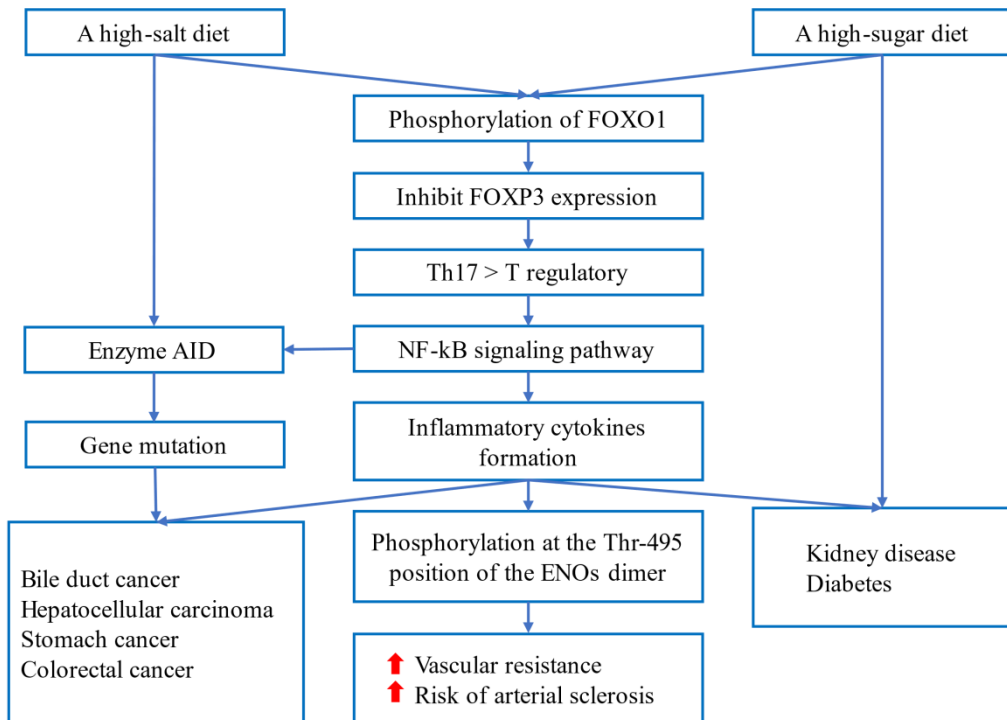 A high-salt diet
A high-sugar diet
Phosphorylation of FOXO1
Inhibit FOXP3 expression
Th17 > T regulatory
Enzyme AID
NF-kB signaling pathway
Gene mutation
Inflammatory cytokines
formation
Bile duct cancer
Hepatocellular carcinoma
Stomach cancer
Colorectal cancer
Phosphorylation at the Thr-495
position of the ENOs dimer
Kidney disease
Diabetes
Vascular resistance
Risk of arterial sclerosis